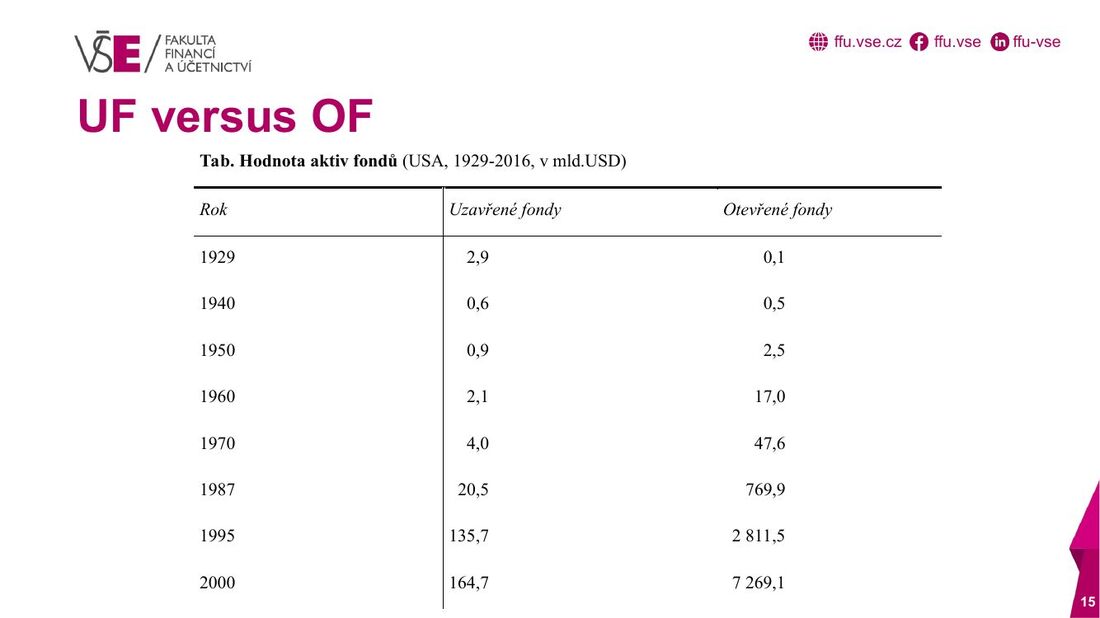 VŠE / FAKULTA
FINANCÍ
A ÚČETNICTVÍ
ffu.vse.cz ffu.vse ffu-vse
UF versus OF
Tab. Hodnota aktiv fondů (USA, 1929-2016, v mld.USD)
Rok Uzavřené fondy Otevřené fondy
1929 2,9 0,1
1940 0,6 0,5
1950 0,9 2,5
1960 2,1 17,0
1970 4,0 47,6
1987 20,5 769,9
1995 135,7 2 811,5
2000 164,7 7 269,1
15